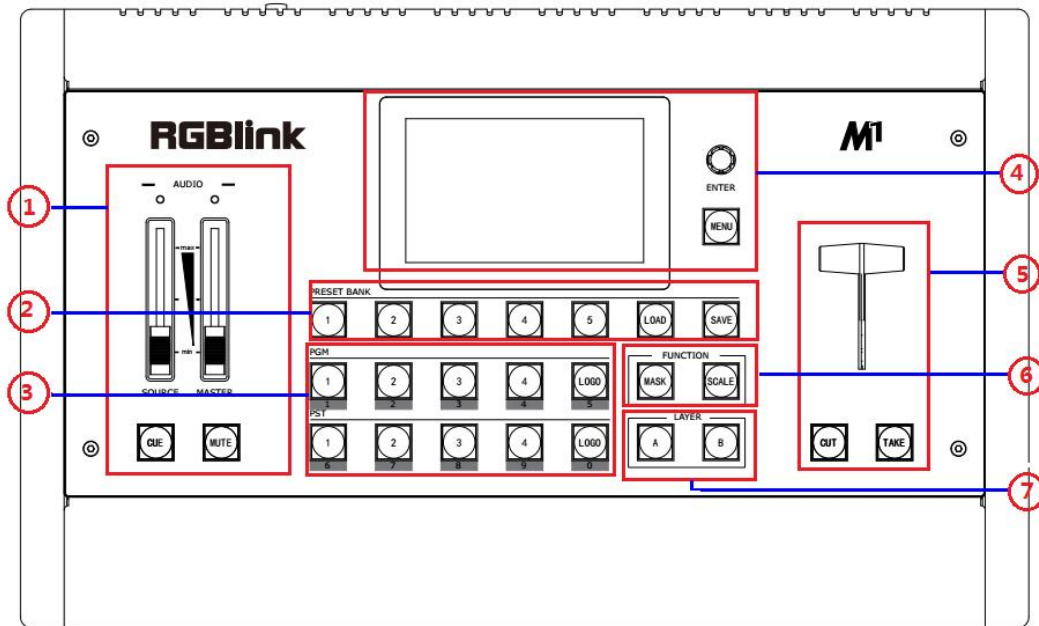 RGBlink
M1
AUDIO
max
min
SOURCE MASTER
CUE MUTE
ENTER
MENU
PRESET BANK
1 2 3 4 5 LOAD SAVE
PGM
1 2 3 4 LOGO
1 2 3 4 5
PST
1 2 3 4 LOGO
6 7 8 9 0
FUNCTION
MASK SCALE
LAYER
A B
CUT TAKE
1
2
3
4
5
6
7